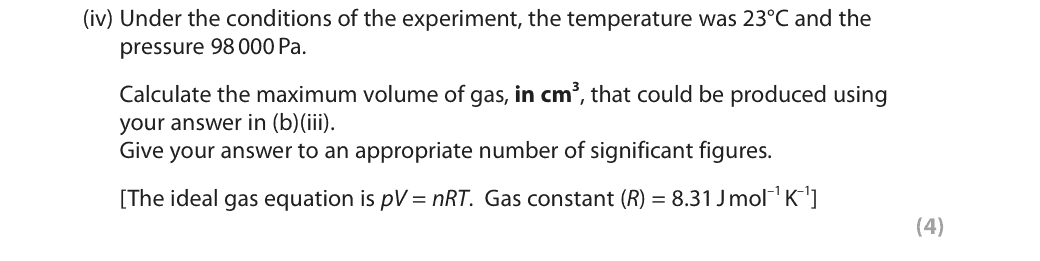 (iv) Under the conditions of the experiment, the temperature was 23°C and the
pressure 98 000 Pa.
Calculate the maximum volume of gas, in cm³, that could be produced using
your answer in (b)(iii).
Give your answer to an appropriate number of significant figures.
[The ideal gas equation is pV = nRT. Gas constant (R) = 8.31 J mol⁻¹ K⁻¹]
(4)